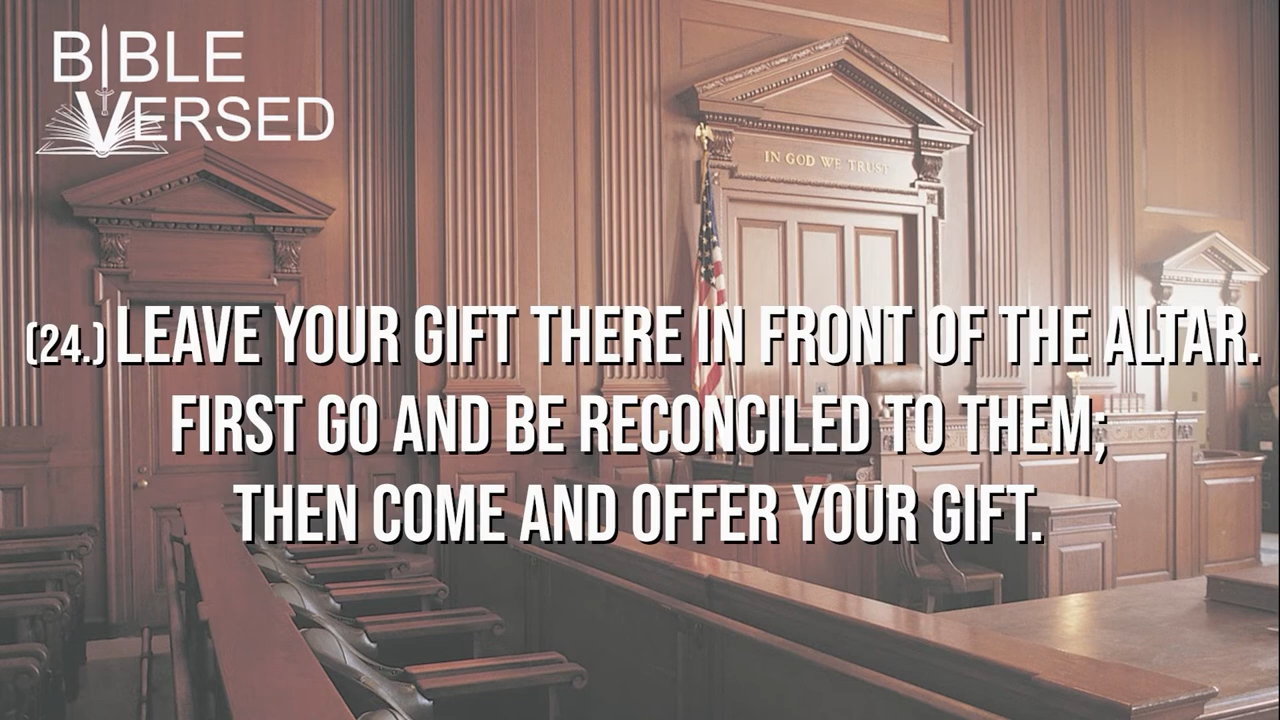 BIBLE
VERSED
IN GOD WE TRUST
(24.) LEAVE YOUR GIFT THERE IN FRONT OF THE ALTAR.
FIRST GO AND BE RECONCILED TO THEM;
THEN COME AND OFFER YOUR GIFT.